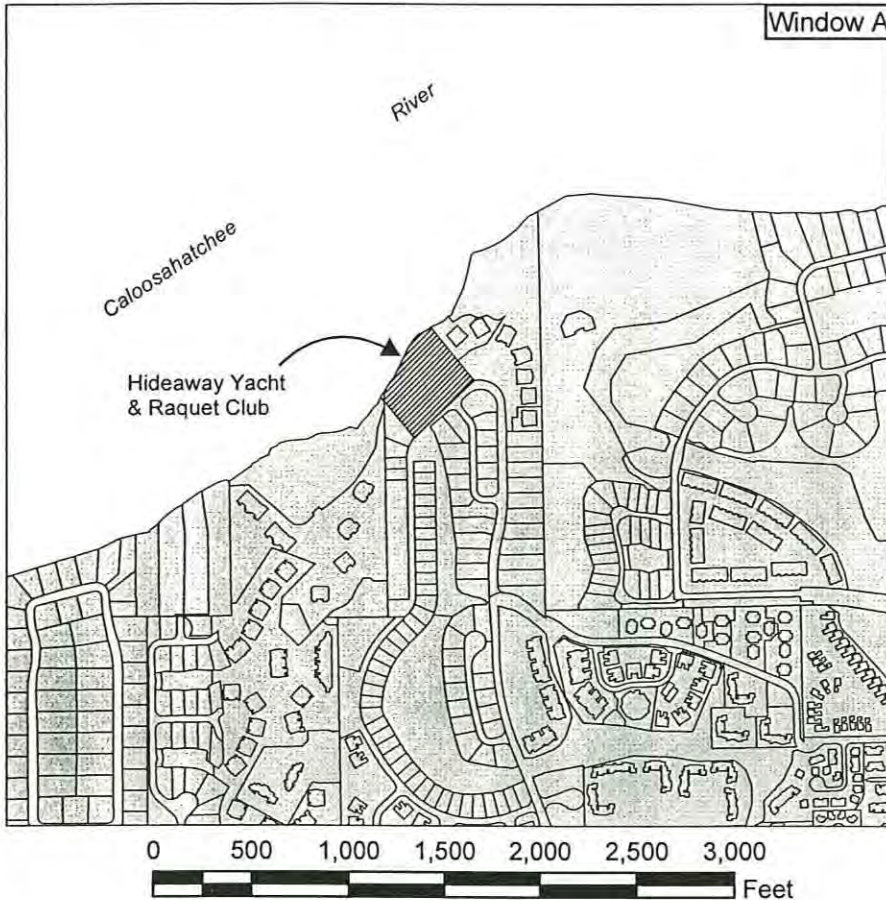 Window A
River
Caloosahatchee
Hideaway Yacht
& Raquet Club
0 500 1,000 1,500 2,000 2,500 3,000
Feet